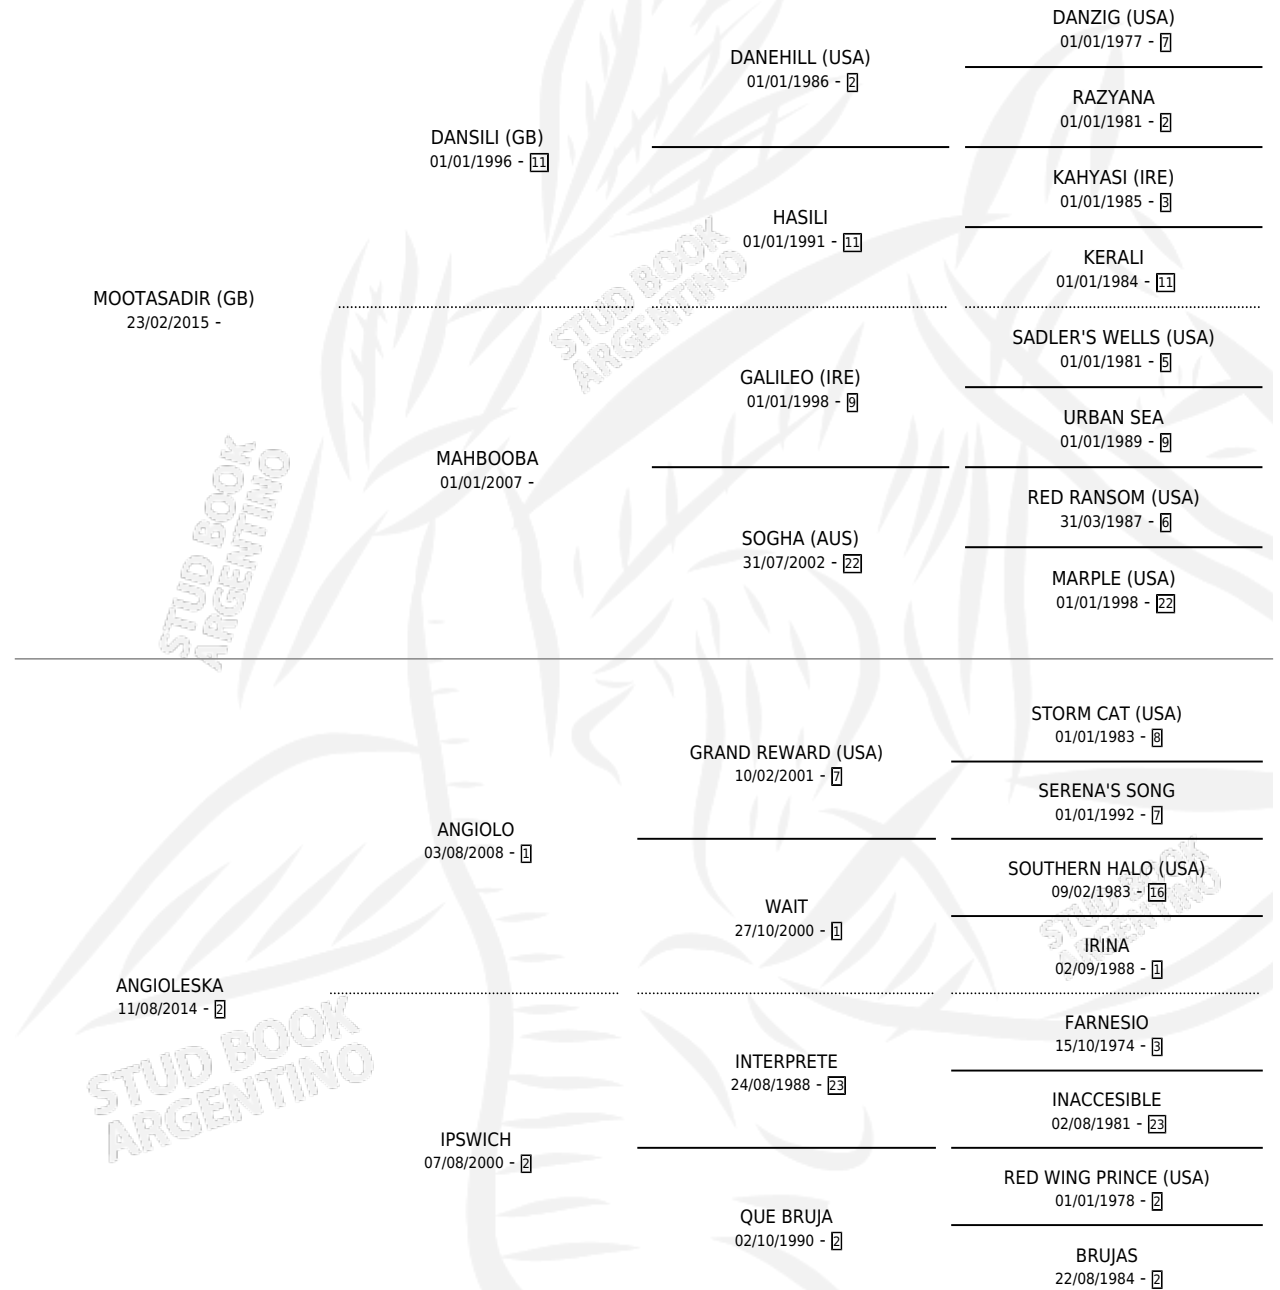 MOOTASADIR (GB)
23/02/2015 -
DANSILI (GB)
01/01/1996 - 11
DANEHILL (USA)
01/01/1986 - 2
DANZIG (USA)
01/01/1977 - 7
RAZYANA
01/01/1981 - 2
HASILI
01/01/1991 - 11
KAHYASI (IRE)
01/01/1985 - 3
KERALI
01/01/1984 - 11
MAHBOOBA
01/01/2007 -
GALILEO (IRE)
01/01/1998 - 9
SADLER'S WELLS (USA)
01/01/1981 - 5
URBAN SEA
01/01/1989 - 9
SOGHA (AUS)
31/07/2002 - 22
RED RANSOM (USA)
31/03/1987 - 6
MARPLE (USA)
01/01/1998 - 22
ANGIOLESKA
11/08/2014 - 2
ANGIOLO
03/08/2008 - 1
GRAND REWARD (USA)
10/02/2001 - 7
STORM CAT (USA)
01/01/1983 - 8
SERENA'S SONG
01/01/1992 - 7
WAIT
27/10/2000 - 1
SOUTHERN HALO (USA)
09/02/1983 - 16
IRINA
02/09/1988 - 1
IPSWICH
07/08/2000 - 2
INTERPRETE
24/08/1988 - 23
FARNESIO
15/10/1974 - 3
INACCESIBLE
02/08/1981 - 23
QUE BRUJA
02/10/1990 - 2
RED WING PRINCE (USA)
01/01/1978 - 2
BRUJAS
22/08/1984 - 2
STUD BOOK
ARGENTINO
STUD BOOK
ARGENTINO
STUD BOOK
ARGENTINO
STUD BOOK
ARGENTINO